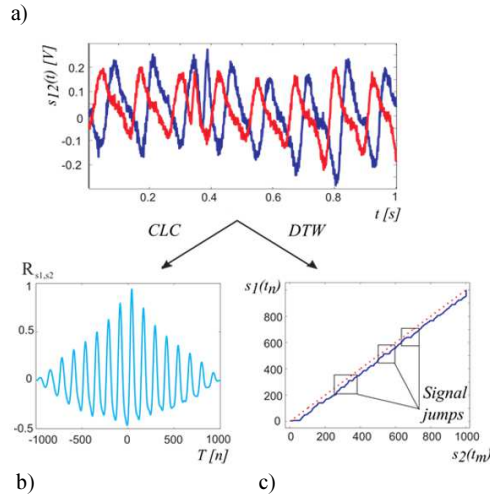 a)
s12(t) [V]
0.2
0.1
0
-0.1
-0.2
0.2
0.4
0.6
0.8
1
t [s]
CLC
DTW
R s1,s2
1
0.5
0
-0.5
-1000
-500
0
500
1000
T [n]
b)
s1(tn)
1000
800
600
400
200
0
0
200
400
600
800
1000
Signal
jumps
s2(tm)
c)